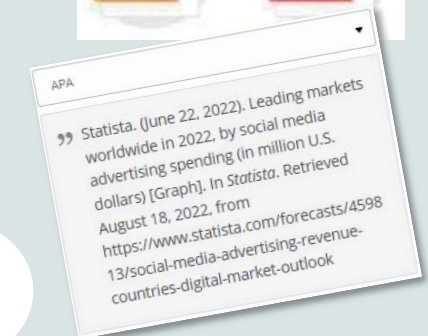 APA
” Statista. (June 22, 2022). Leading markets
worldwide in 2022, by social media
advertising spending (in million U.S.
dollars) [Graph]. In Statista. Retrieved
August 18, 2022, from
https://www.statista.com/forecasts/4598
13/social-media-advertising-revenue-
countries-digital-market-outlook